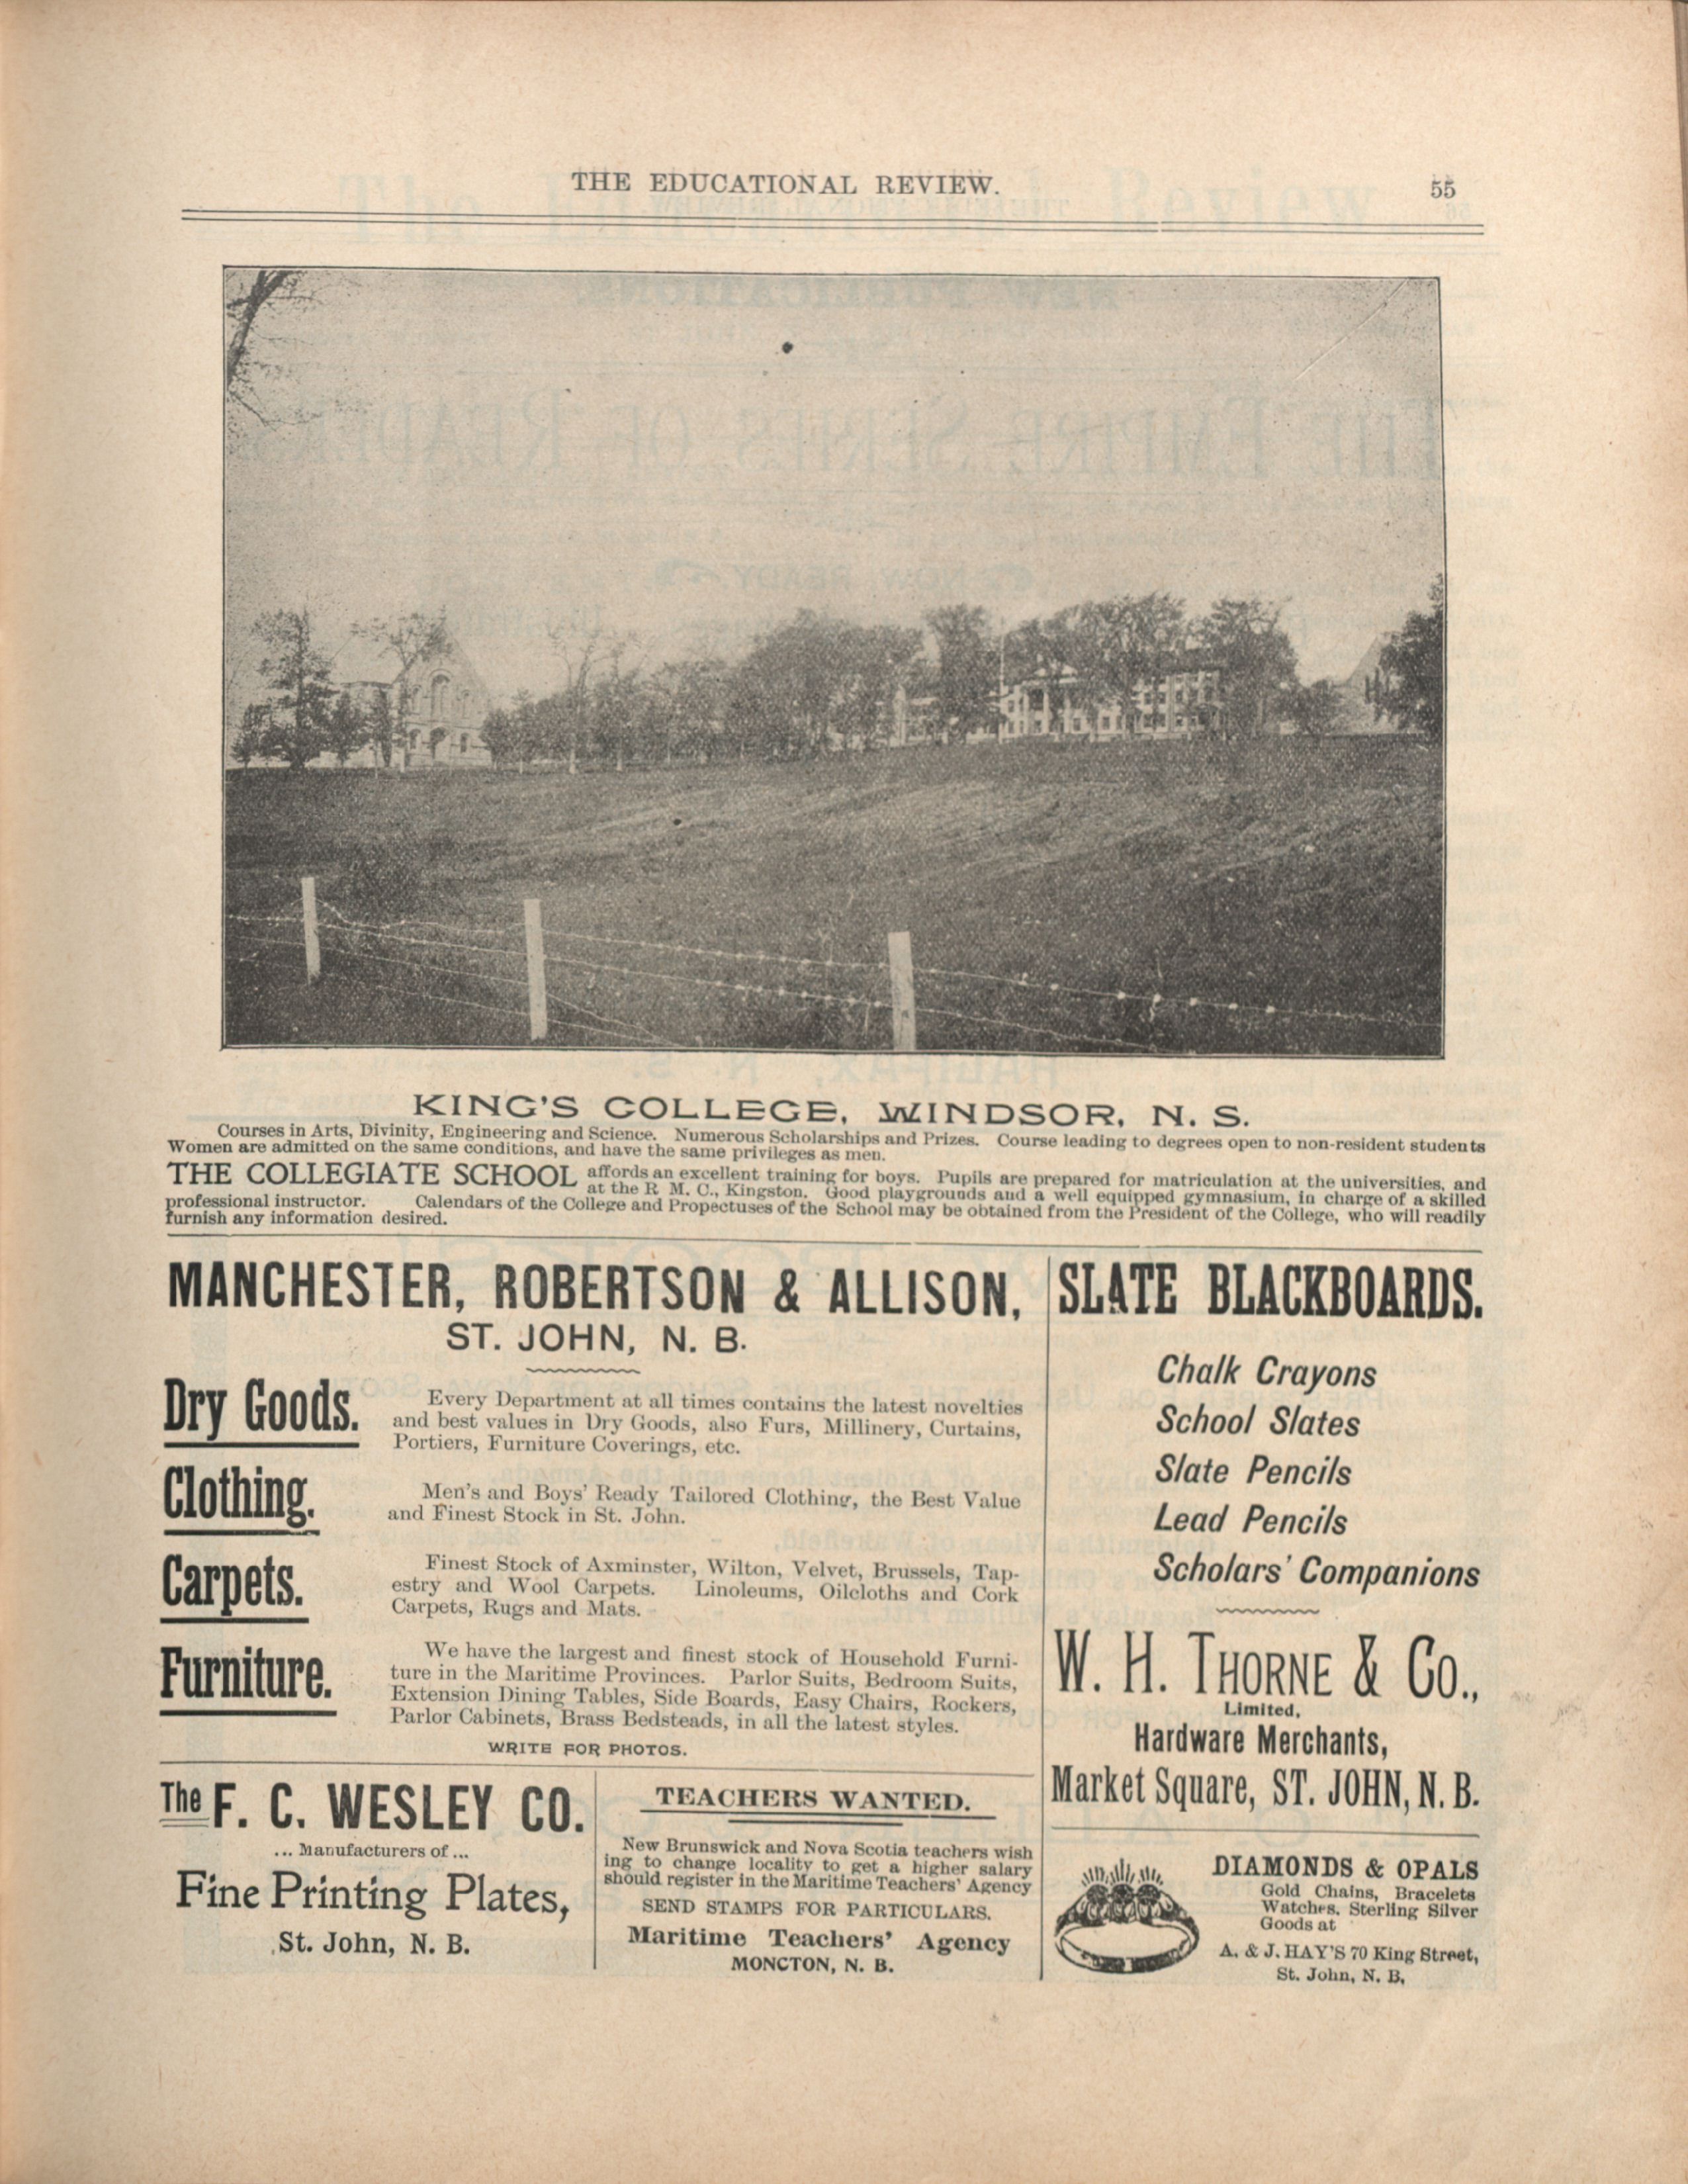 THE EDUCATIONAL REVIEW.
55
KING'S COLLEGE, WINDSOR, N. S.
Courses in Arts, Divinity, Engineering and Science. Numerous Scholarships and Prizes. Course leading to degrees open to non-resident students
Women are admitted on the same conditions, and have the same privileges as men.
THE COLLEGIATE SCHOOL affords an excellent training for boys. Pupils are prepared for matriculation at the universities, and
at the R. M. C., Kingston. Good playgrounds and a well equipped gymnasium, in charge of a skilled
professional instructor. Calendars of the College and Propectuses of the School may be obtained from the President of the College, who will readily
furnish any information desired.
MANCHESTER, ROBERTSON & ALLISON,
ST. JOHN, N. B.
Dry Goods.
Every Department at all times contains the latest novelties
and best values in Dry Goods, also Furs, Millinery, Curtains,
Portiers, Furniture Coverings, etc.
Clothing.
Men's and Boys' Ready Tailored Clothing, the Best Value
and Finest Stock in St. John.
Carpets.
Finest Stock of Axminster, Wilton, Velvet, Brussels, Tap-
estry and Wool Carpets. Linoleums, Oilcloths and Cork
Carpets, Rugs and Mats.
Furniture.
We have the largest and finest stock of Household Furni-
ture in the Maritime Provinces. Parlor Suits, Bedroom Suits,
Extension Dining Tables, Side Boards, Easy Chairs, Rockers,
Parlor Cabinets, Brass Bedsteads, in all the latest styles.
WRITE FOR PHOTOS.
SLATE BLACKBOARDS.
Chalk Crayons
School Slates
Slate Pencils
Lead Pencils
Scholars' Companions
W. H. THORNE & CO.,
Limited,
Hardware Merchants,
Market Square, ST. JOHN, N. B.
The F. C. WESLEY CO.
... Manufacturers of ...
Fine Printing Plates,
St. John, N. B.
TEACHERS WANTED.
New Brunswick and Nova Scotia teachers wish
ing to change locality to get a higher salary
should register in the Maritime Teachers' Agency
SEND STAMPS FOR PARTICULARS.
Maritime Teachers' Agency
MONCTON, N. B.
DIAMONDS & OPALS
Gold Chains, Bracelets
Watches. Sterling Silver
Goods at
A. & J. HAY'S 70 King Street,
St. John, N. B,